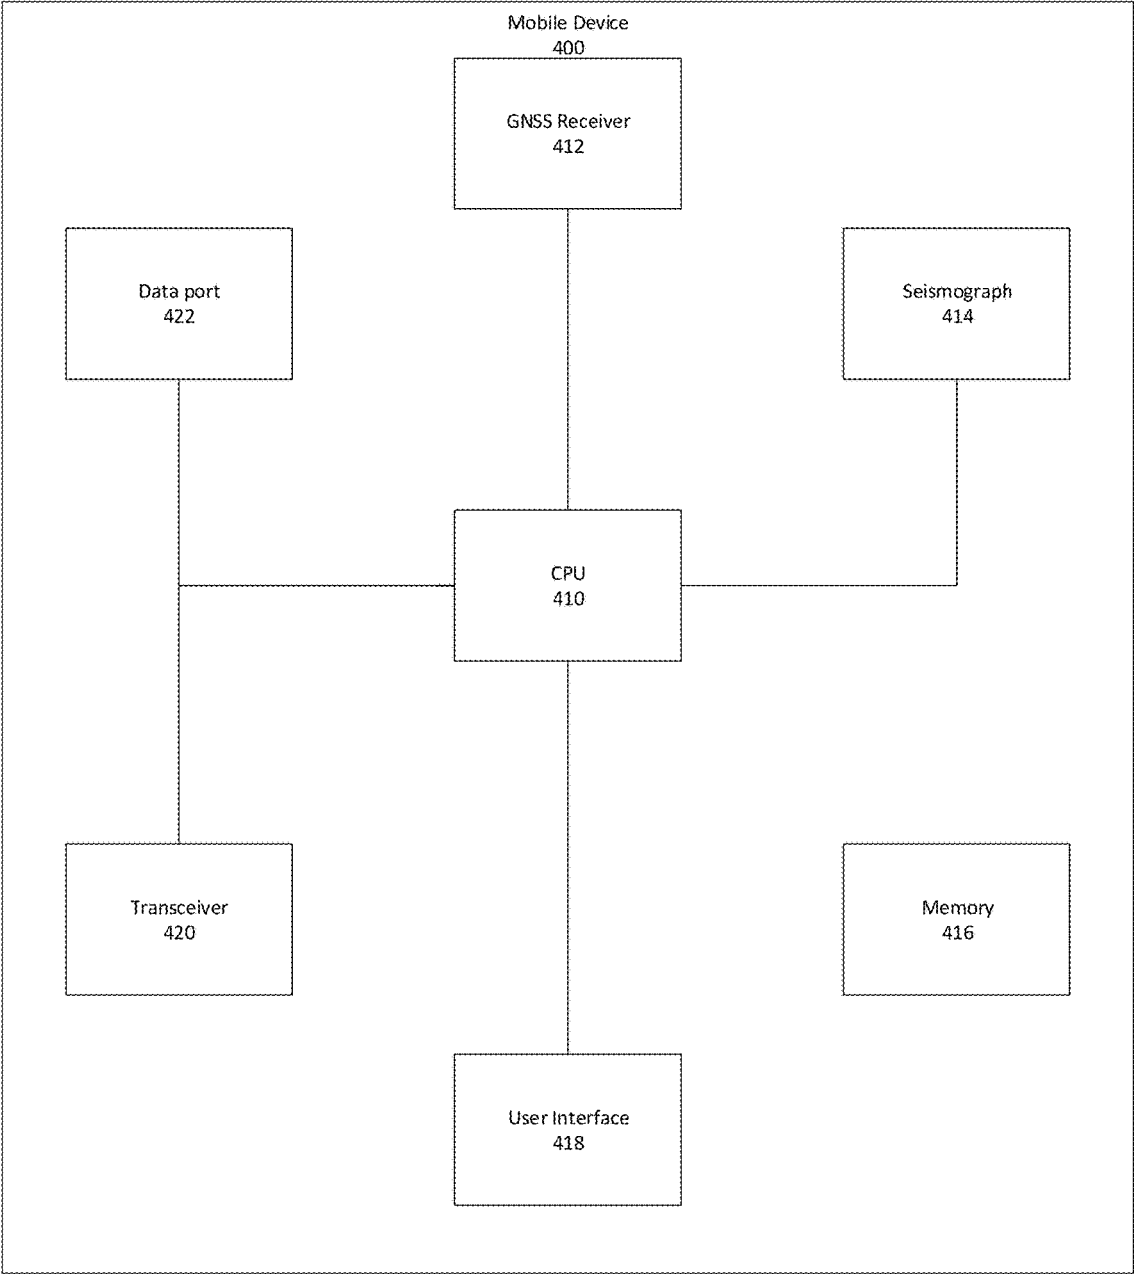 Mobile Device
400
GNSS Receiver
412
Data port
422
Seismograph
414
CPU
410
Transceiver
420
Memory
416
User Interface
418